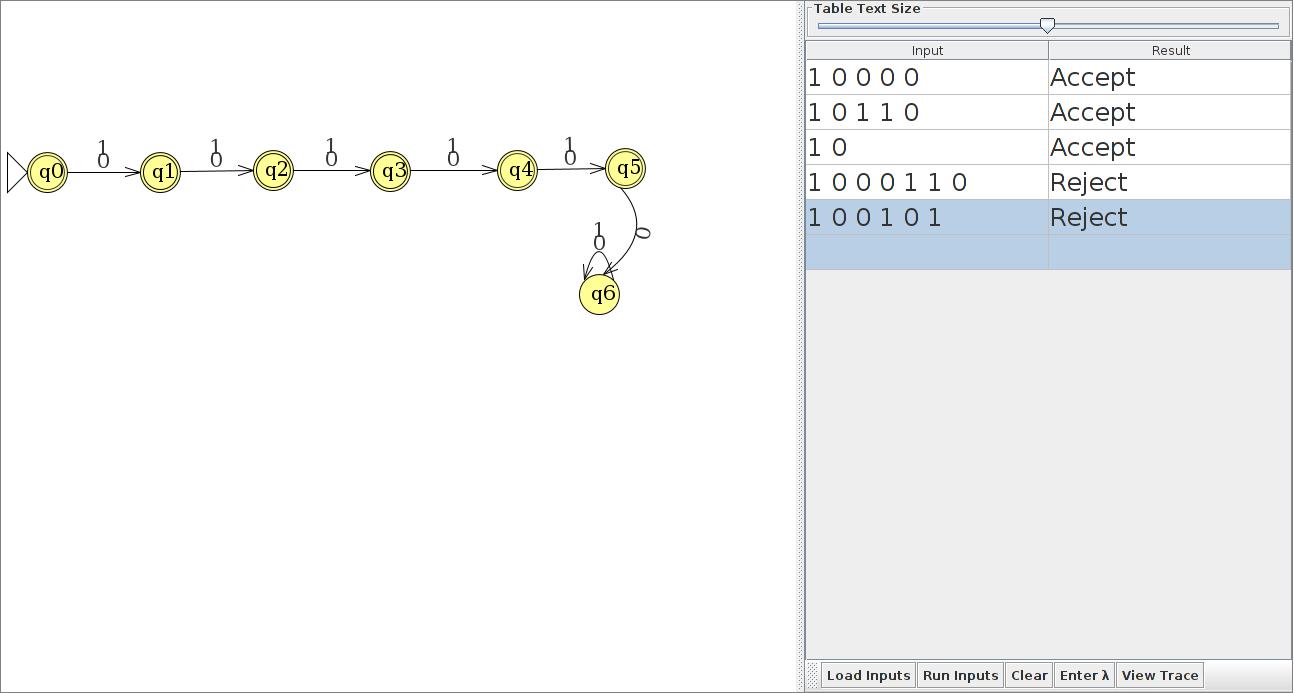 Table Text Size
Input Result
1 0 0 0 0 Accept
1 0 1 1 0 Accept
1 0 Accept
1 0 0 0 1 1 0 Reject
1 0 0 1 0 1 Reject
1 1 1 1 1
0 0 0 0 0
q0 q1 q2 q3 q4 q5
0
1
0
q6
Load Inputs Run Inputs Clear Enter λ View Trace